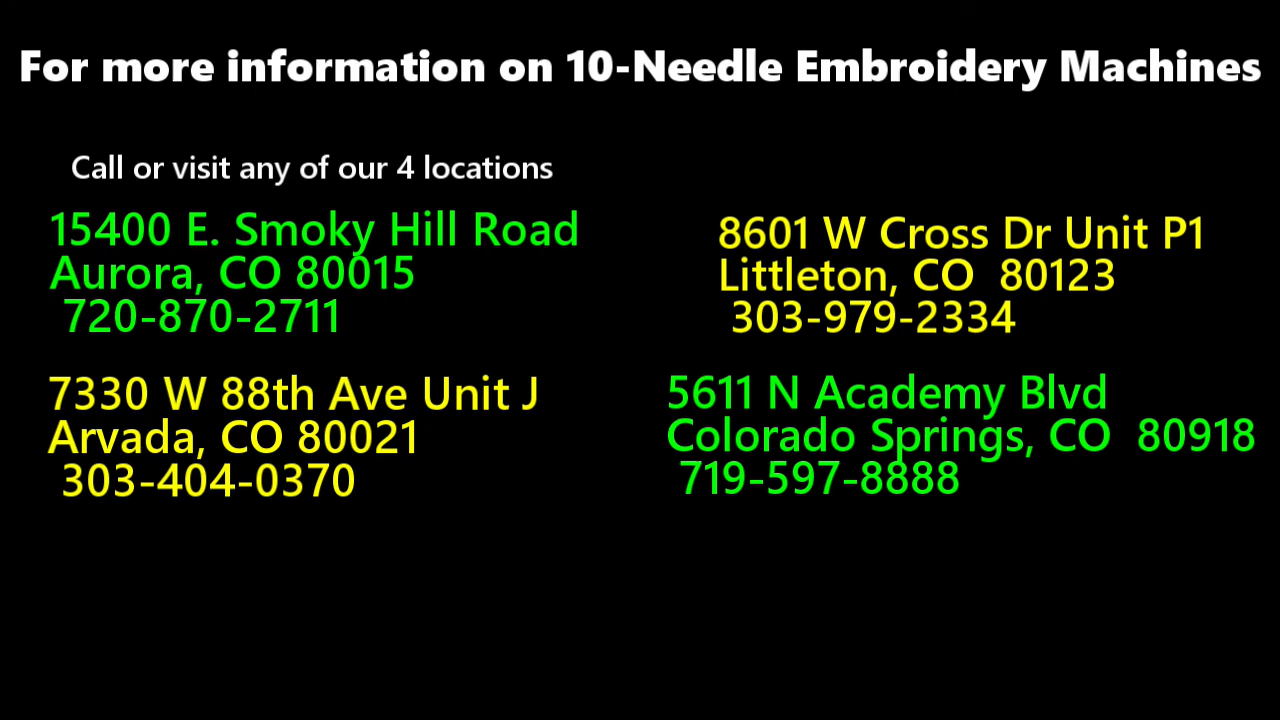 For more information on 10-Needle Embroidery Machines
Call or visit any of our 4 locations
15400 E. Smoky Hill Road
Aurora, CO 80015
720-870-2711
8601 W Cross Dr Unit P1
Littleton, CO  80123
303-979-2334
7330 W 88th Ave Unit J
Arvada, CO 80021
303-404-0370
5611 N Academy Blvd
Colorado Springs, CO  80918
719-597-8888